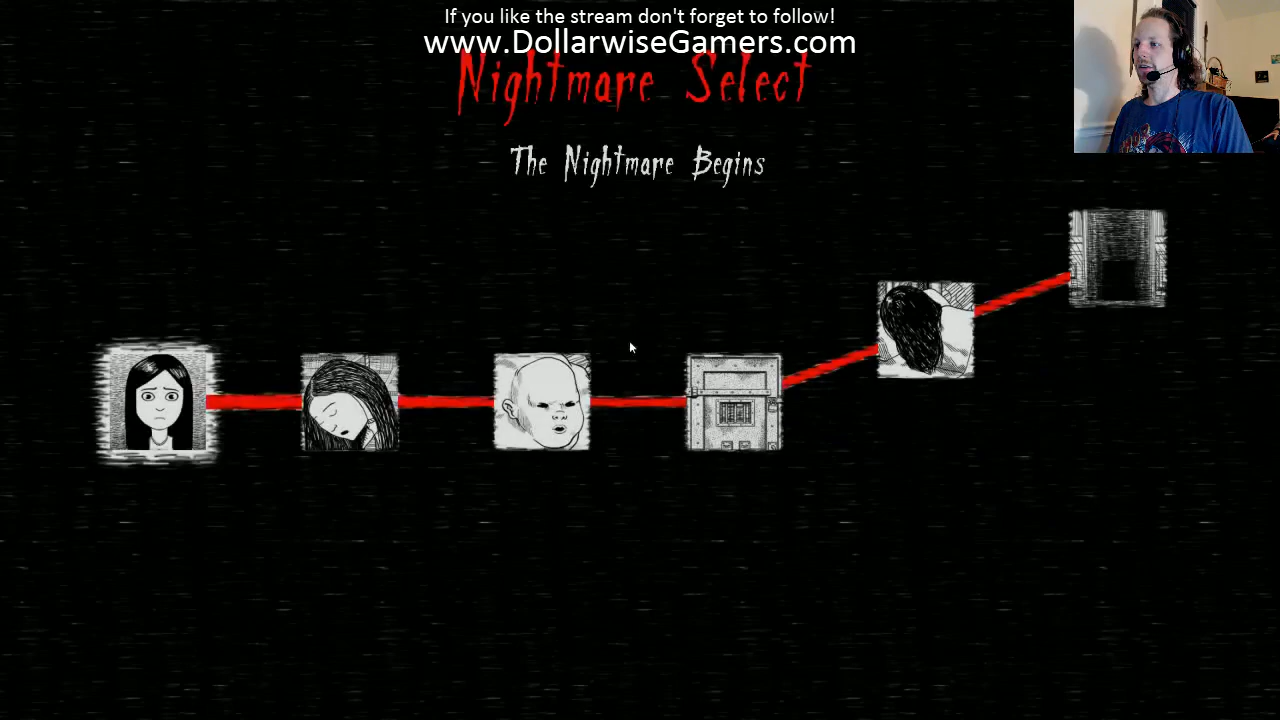 If you like the stream don't forget to follow!
www.DollarwiseGamers.com
Nightmare Select
The Nightmare Begins